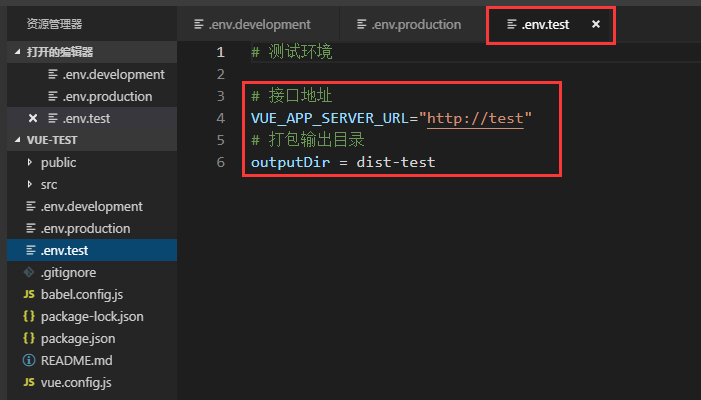 资源管理器
打开的编辑器
.env.development
.env.production
.env.test
VUE-TEST
public
src
.env.development
.env.production
.env.test
.gitignore
JS babel.config.js
{} package-lock.json
{} package.json
README.md
JS vue.config.js
.env.development .env.production .env.test
1 # 测试环境
2
3 # 接口地址
4 VUE_APP_SERVER_URL="http://test"
5 # 打包输出目录
6 outputDir = dist-test